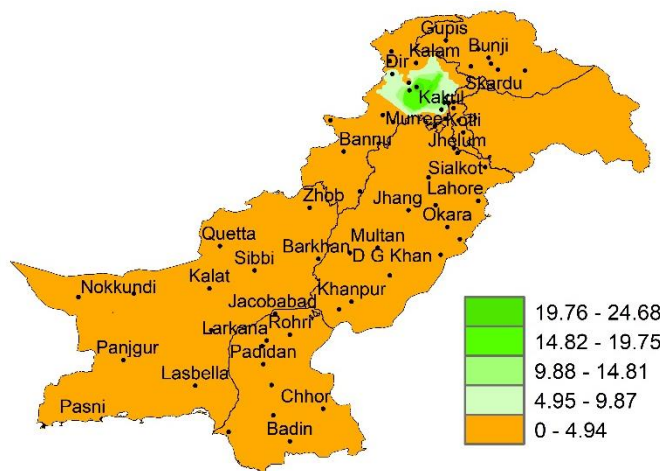 Gupis
Kalam
Bunji
Dir
Skardu
Kakul
Murree
Kotli
Bannu
Jhelum
Sialkot
Zhob
Jhang
Lahore
Okara
Quetta
Multan
Barkhan
D G Khan
Sibbi
Kalat
Nokkundi
Khanpur
Jacobabad
Larkana
Rohri
Panjgur
Padidan
Lasbella
Chhor
Pasni
Badin
19.76 - 24.68
14.82 - 19.75
9.88 - 14.81
4.95 - 9.87
0 - 4.94